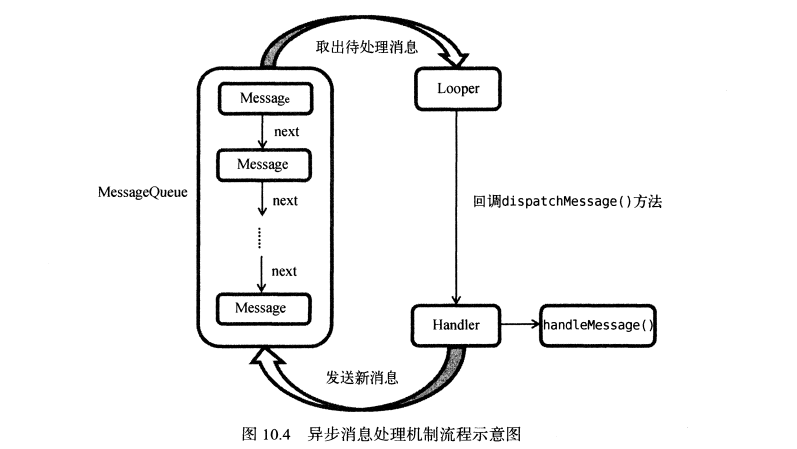 取出待处理消息
Message
Looper
next
Message
MessageQueue
next
回调dispatchMessage()方法
next
Message
Handler
handleMessage()
发送新消息
图 10.4 异步消息处理机制流程示意图